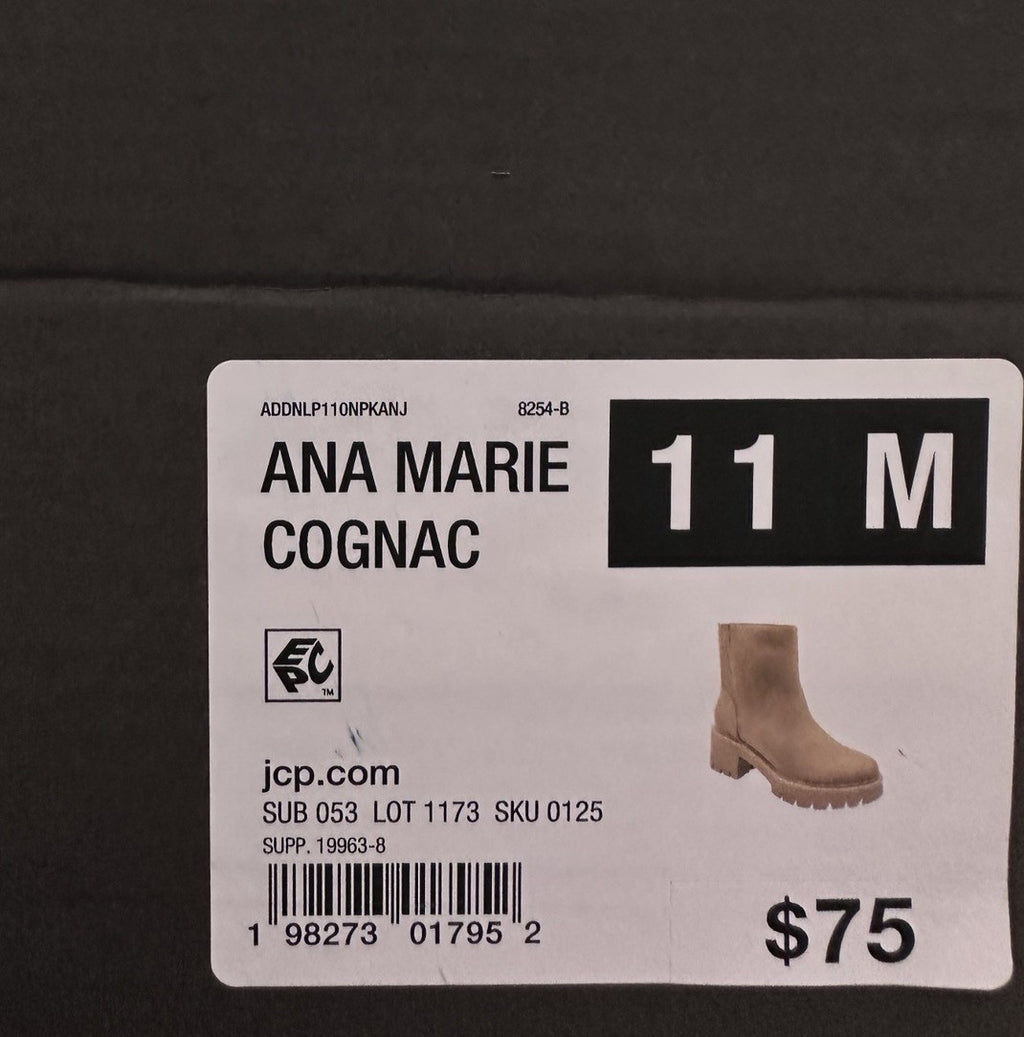 ADDNLP110NPKANJ 8254-B
ANA MARIE
COGNAC
11 M
EPC TM
jcp.com
SUB 053 LOT 1173 SKU 0125
SUPP. 19963-8
1 98273 01795 2
$75